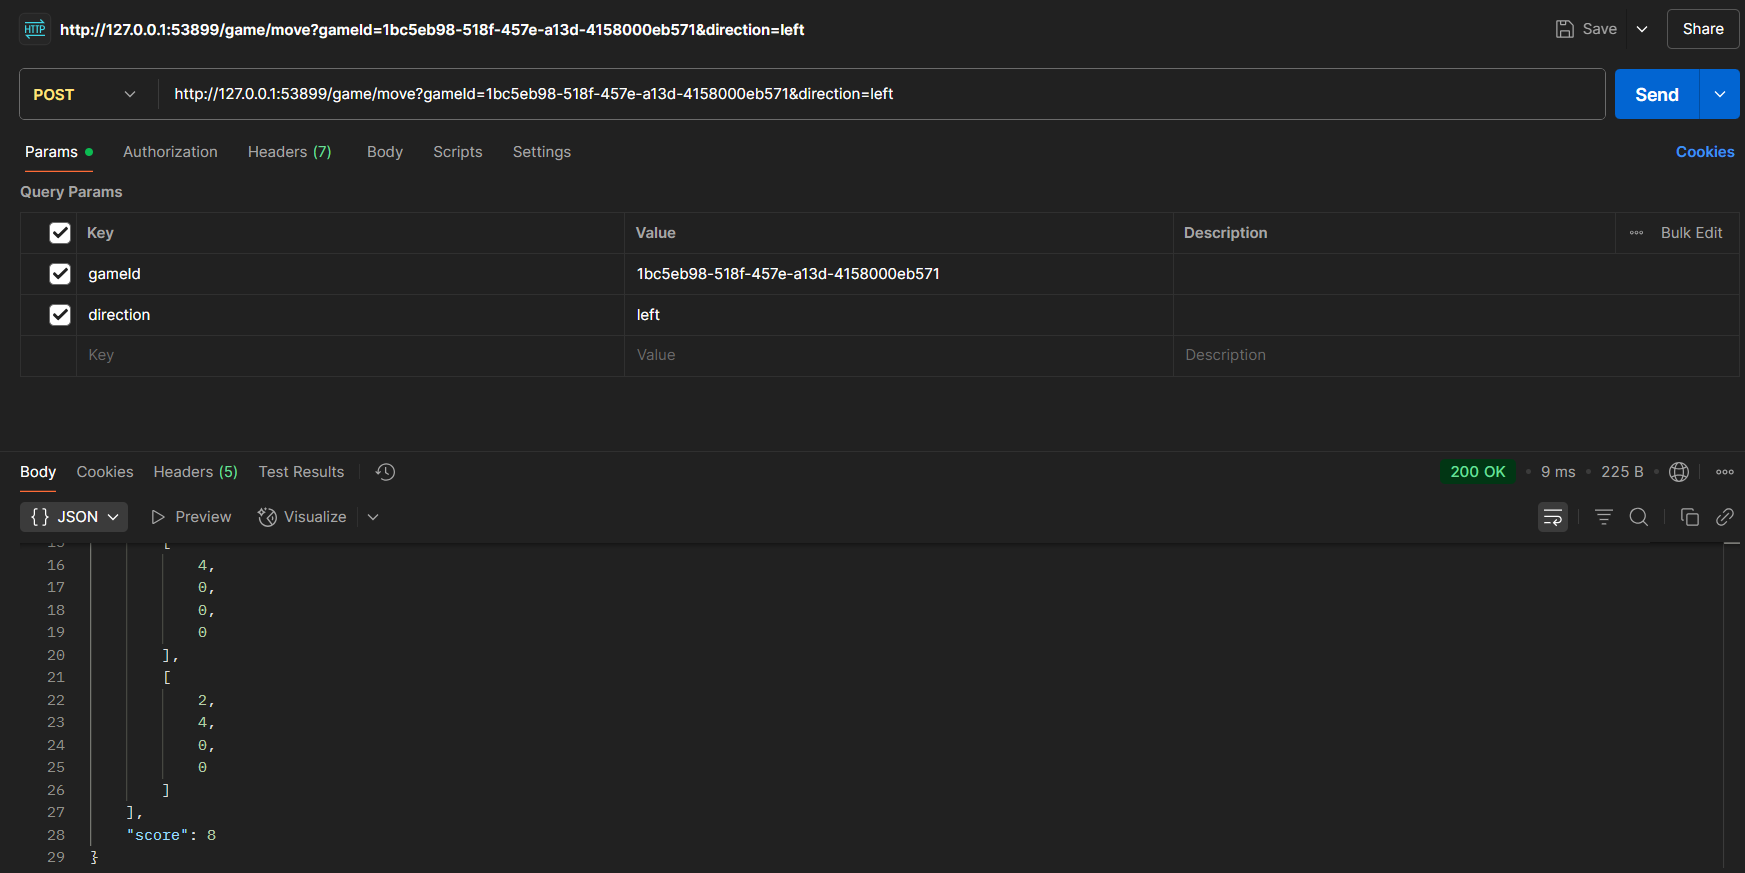 HTTP http://127.0.0.1:53899/game/move?gameId=1bc5eb98-518f-457e-a13d-4158000eb571&direction=left Save Share
POST http://127.0.0.1:53899/game/move?gameId=1bc5eb98-518f-457e-a13d-4158000eb571&direction=left Send
Params Authorization Headers (7) Body Scripts Settings Cookies
Query Params
Key Value Description Bulk Edit
gameId 1bc5eb98-518f-457e-a13d-4158000eb571
direction left
Key Value Description
Body Cookies Headers (5) Test Results 200 OK • 9 ms • 225 B
{} JSON Preview Visualize
15 [
16 4,
17 0,
18 0,
19 0
20 ],
21 [
22 2,
23 4,
24 0,
25 0
26 ]
27 ],
28 "score": 8
29 }